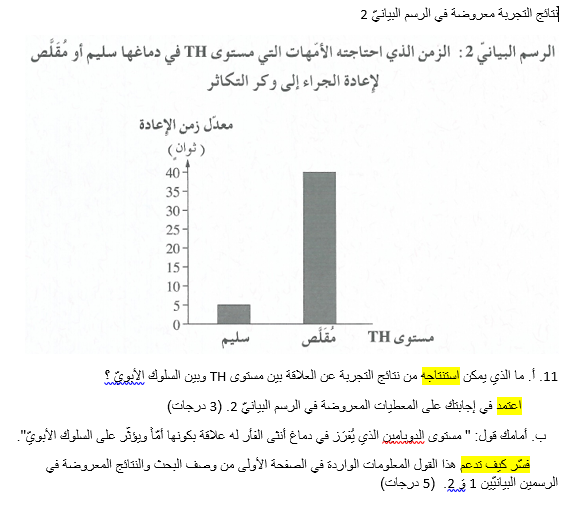 نتائج التجربة معروضة في الرسم البيانيّ 2
الرسم البيانيّ 2: الزمن الذي احتاجته الأمّهات التي مستوى TH في دماغها سليم أو مُقَلَّص
لإعادة الجراء إلى وكر التكاثر
معدّل زمن الإعادة
(ثوانٍ)
40
35
30
25
20
15
10
5
0
سليم
مُقَلَّص
مستوى TH
11. أ. ما الذي يمكن استنتاجه من نتائج التجربة عن العلاقة بين مستوى TH وبين السلوك الأبويّ ؟
اعتمد في إجابتك على المعطيات المعروضة في الرسم البيانيّ 2. (3 درجات)
ب. أمامك قول: " مستوى الدوبامين الذي يُفرَز في دماغ أنثى الفأر له علاقة بكونها أمّاً ويؤثّر على السلوك الأبويّ".
فسّر كيف تدعم هذا القول المعلومات الواردة في الصفحة الأولى من وصف البحث والنتائج المعروضة في
الرسمين البيانيّين 1 وَ 2. (5 درجات)